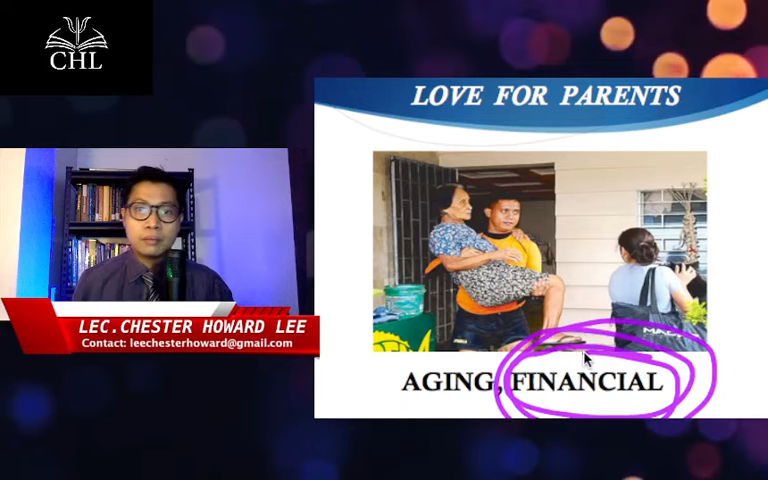 CHL
LOVE FOR PARENTS
LEC.CHESTER HOWARD LEE
Contact: leechesterhoward@gmail.com
AGING, FINANCIAL